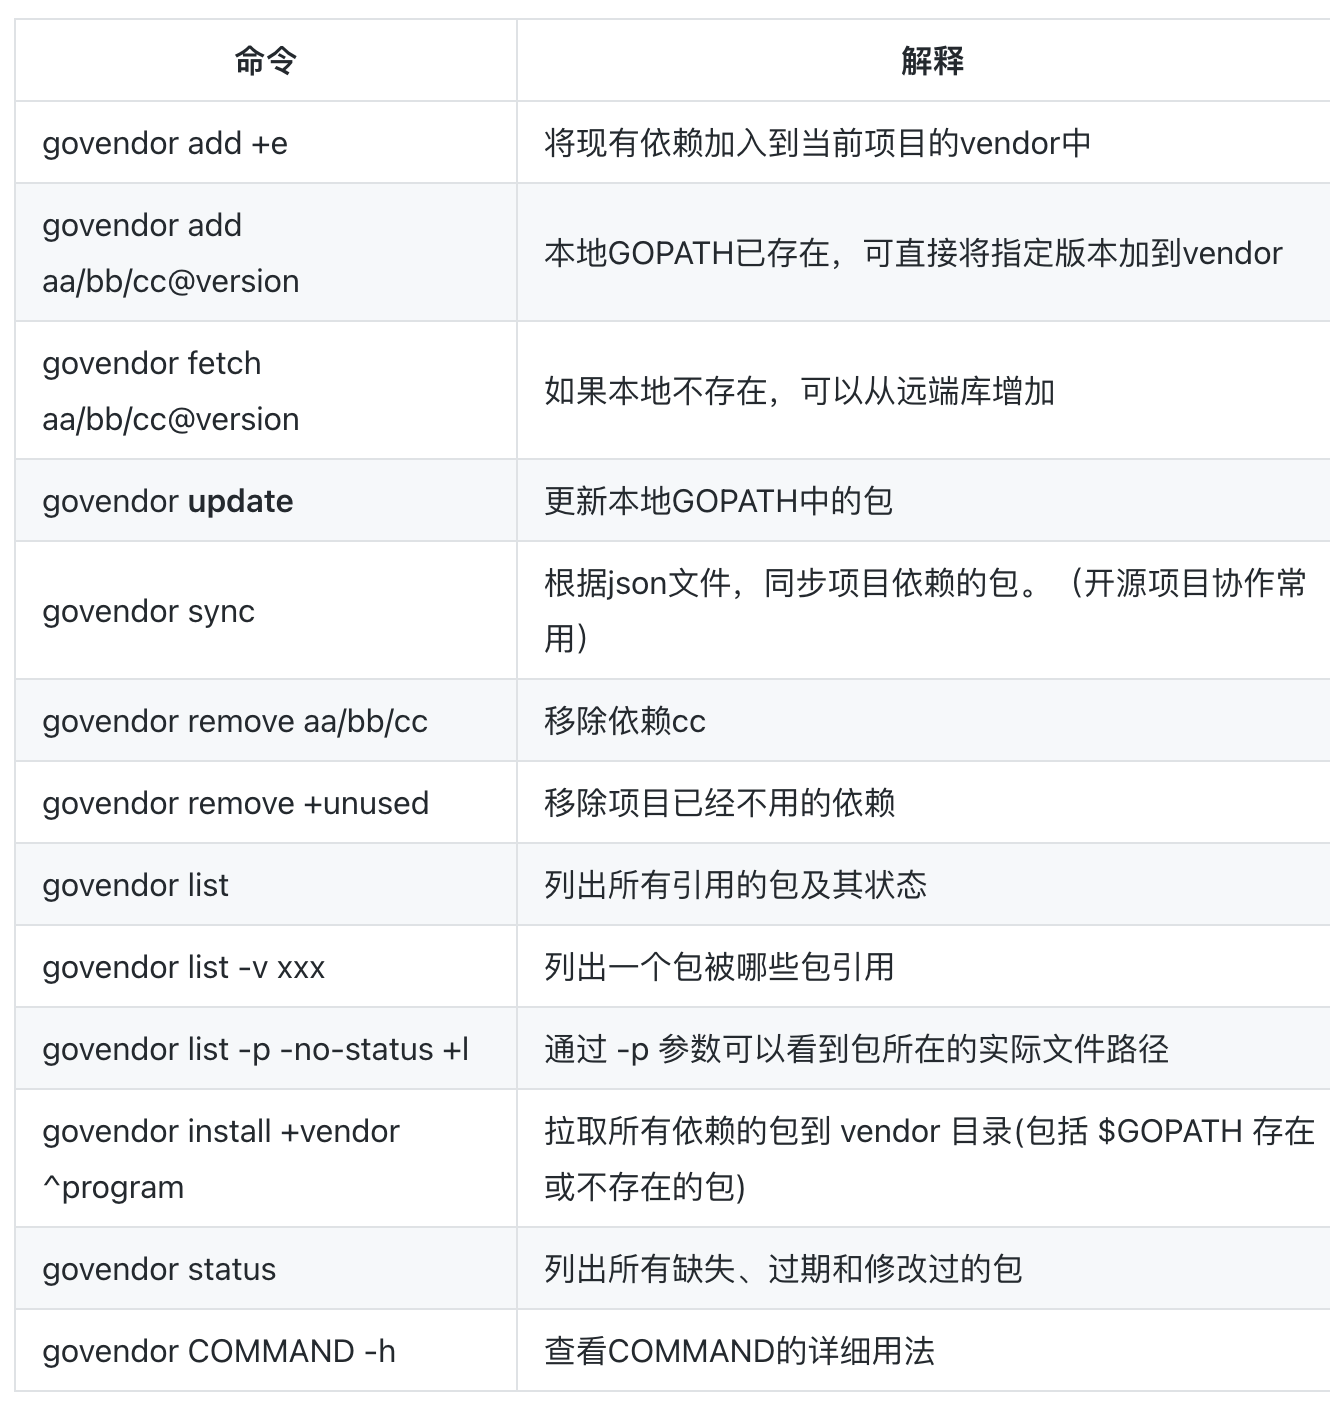 命令
解释
govendor add +e
将现有依赖加入到当前项目的vendor中
govendor add
aa/bb/cc@version
本地GOPATH已存在，可直接将指定版本加到vendor
govendor fetch
aa/bb/cc@version
如果本地不存在，可以从远端库增加
govendor update
更新本地GOPATH中的包
govendor sync
根据json文件，同步项目依赖的包。（开源项目协作常
用）
govendor remove aa/bb/cc
移除依赖cc
govendor remove +unused
移除项目已经不用的依赖
govendor list
列出所有引用的包及其状态
govendor list -v xxx
列出一个包被哪些包引用
govendor list -p -no-status +l
通过 -p 参数可以看到包所在的实际文件路径
govendor install +vendor
^program
拉取所有依赖的包到 vendor 目录(包括 $GOPATH 存在
或不存在的包)
govendor status
列出所有缺失、过期和修改过的包
govendor COMMAND -h
查看COMMAND的详细用法